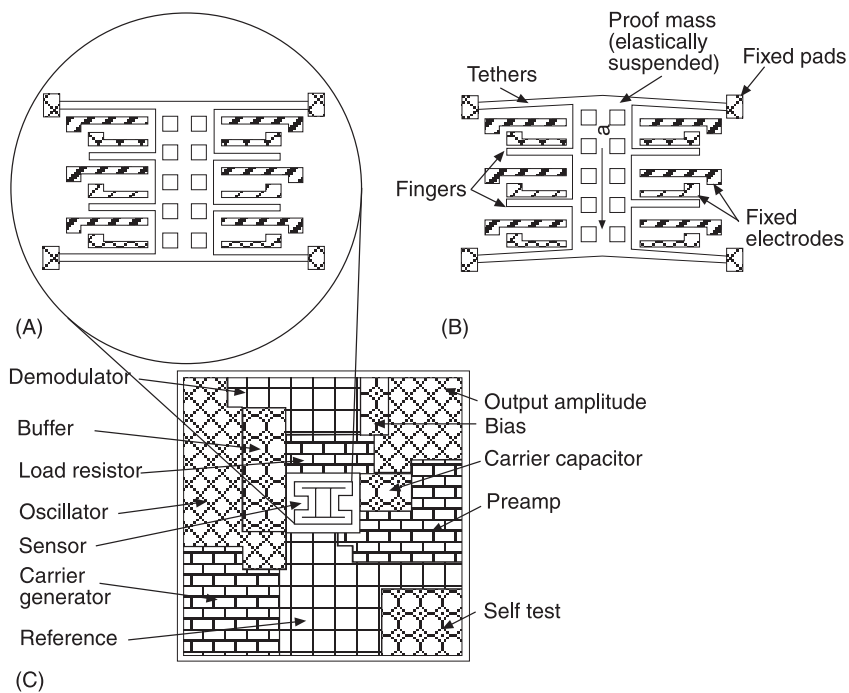 Proof mass
(elastically
suspended)
Fixed pads
Tethers
a
Fingers
Fixed
electrodes
(A)
(B)
Demodulator
Buffer
Load resistor
Oscillator
Sensor
Carrier
generator
Reference
Output amplitude
Bias
Carrier capacitor
Preamp
Self test
(C)